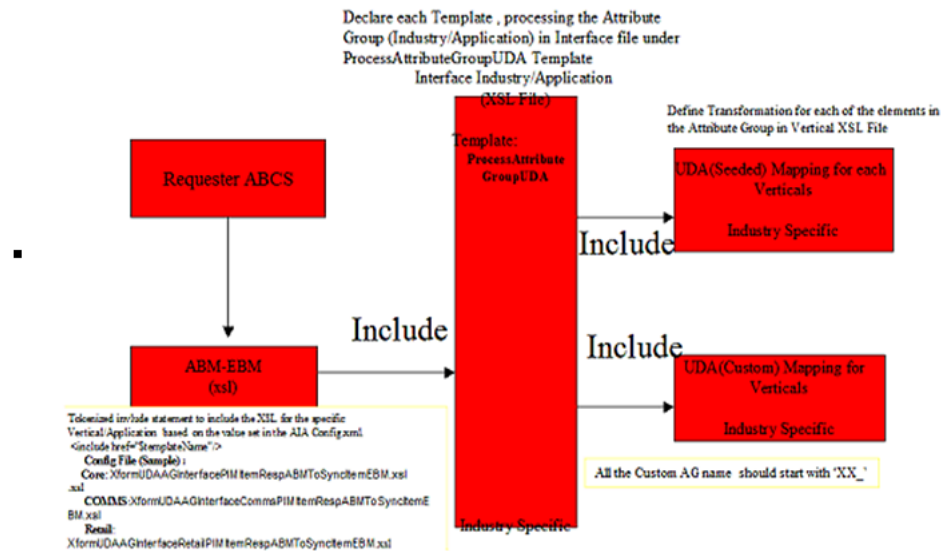 Declare each Template , processing the Attribute
Group (Industry/Application) in Interface file under
ProcessAttributeGroupUDA Template
Interface Industry/Application
(XSL File)
Template:
ProcessAttribute
GroupUDA
Industry Specific
Requester ABCS
Include
ABM-EBM
(xsl)
Tokenized invlude statement to include the XSL for the specific
Vertical/Application based on the value set in the AIA Config.xml
<include href="$templateName"/>
Config File (Sample) :
Core: XformUDAAGInterfacePIMItemRespABMToSyncItemEBM.xsl
.xsl
COMMS:XformUDAAGInterfaceCommsPIMItemRespABMToSyncitemE
BM.xsl
Retail:
XformUDAAGInterfaceRetailPIMItemRespABMToSyncItemEBM.xsl
Define Transformation for each of the elements in
the Attribute Group in Vertical XSL File
UDA(Seeded) Mapping for each
Verticals
Industry Specific
Include
Include
UDA(Custom) Mapping for
Verticals
Industry Specific
All the Custom AG name should start with 'XX_'